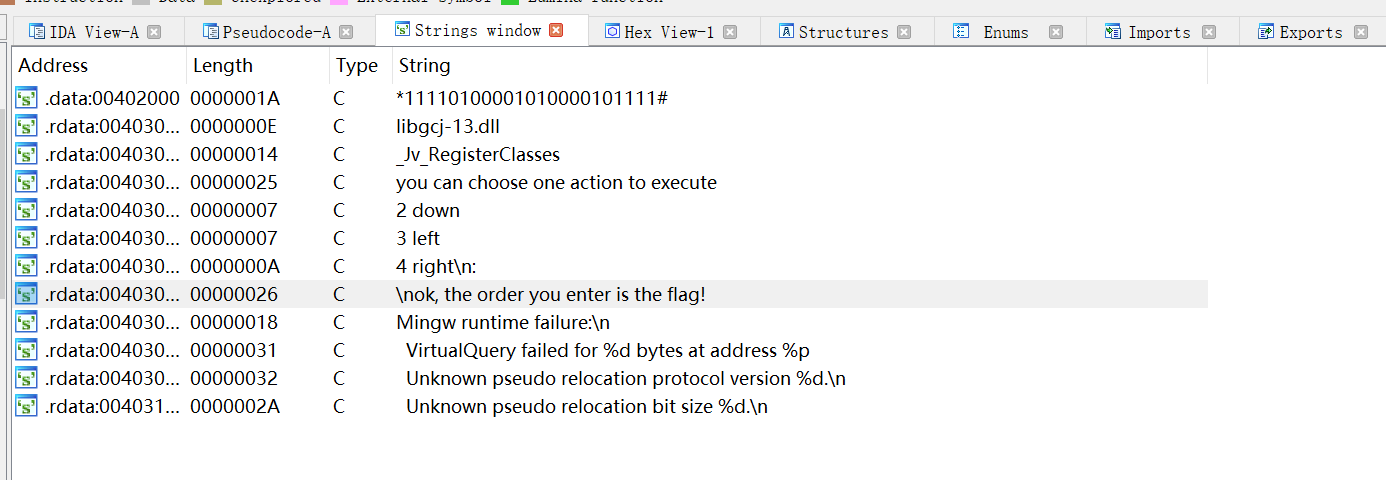 Instruction Data Unexplored External symbol Lumina function
IDA View-A Pseudocode-A Strings window Hex View-1 Structures Enums Imports Exports
Address Length Type String
.data:00402000 0000001A C *11110100001010000101111#
.rdata:004030... 0000000E C libgcj-13.dll
.rdata:004030... 00000014 C _Jv_RegisterClasses
.rdata:004030... 00000025 C you can choose one action to execute
.rdata:004030... 00000007 C 2 down
.rdata:004030... 00000007 C 3 left
.rdata:004030... 0000000A C 4 right\n:
.rdata:004030... 00000026 C \nok, the order you enter is the flag!
.rdata:004030... 00000018 C Mingw runtime failure:\n
.rdata:004030... 00000031 C VirtualQuery failed for %d bytes at address %p
.rdata:004030... 00000032 C Unknown pseudo relocation protocol version %d.\n
.rdata:004031... 0000002A C Unknown pseudo relocation bit size %d.\n